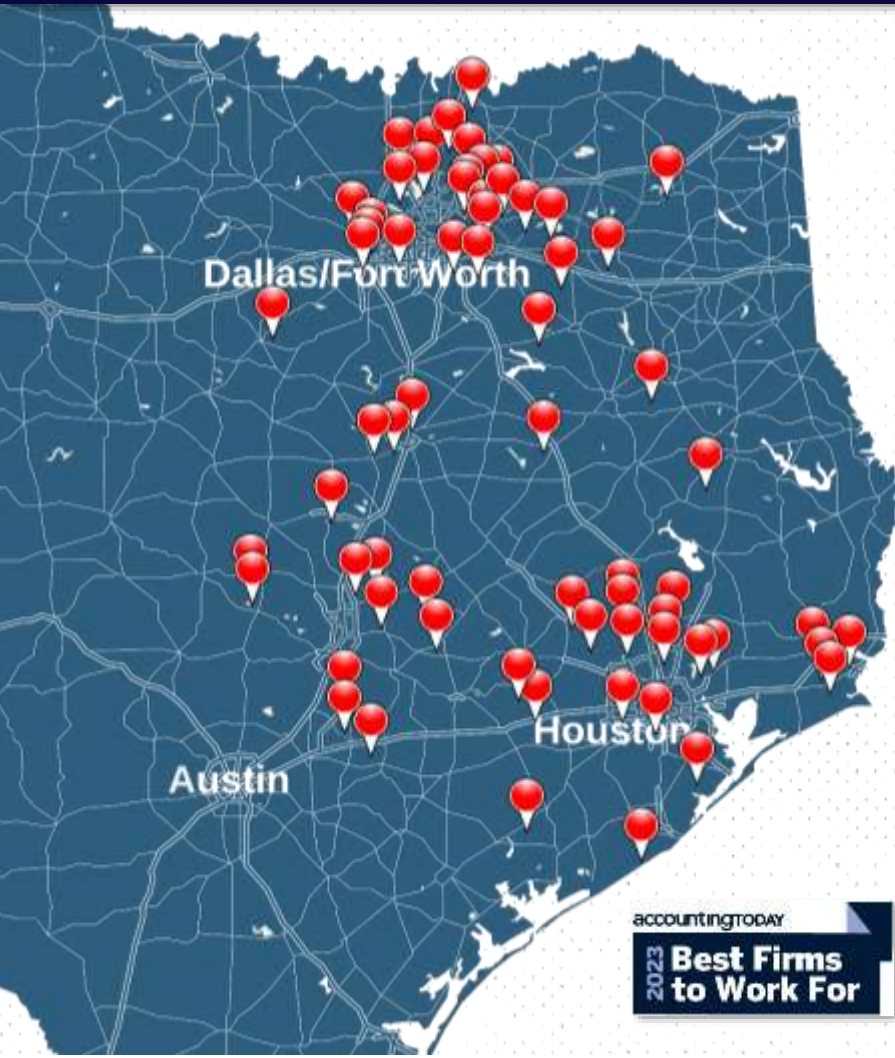 Dallas/Fort Worth
Houston
Austin
accountingTODAY
2023
Best Firms
to Work For